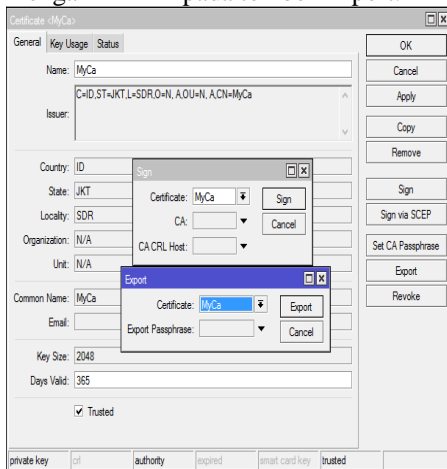 Certificate <MyCa>
General Key Usage Status
Name: MyCa
Issuer: C=ID,ST=JKT,L=SDR,O=N, A,OU=N, A,CN=MyCa
Country: ID
State: JKT
Locality: SDR
Organization: N/A
Unit: N/A
Common Name: MyCa
Email:
Key Size: 2048
Days Valid: 365
Trusted
OK
Cancel
Apply
Copy
Remove
Sign
Sign via SCEP
Set CA Passphrase
Export
Revoke
Sign
Certificate: MyCa Sign
CA: Cancel
CA CRL Host:
Export
Certificate: MyCa Export
Export Passphrase: Cancel
private key crl authority expired smart card key trusted